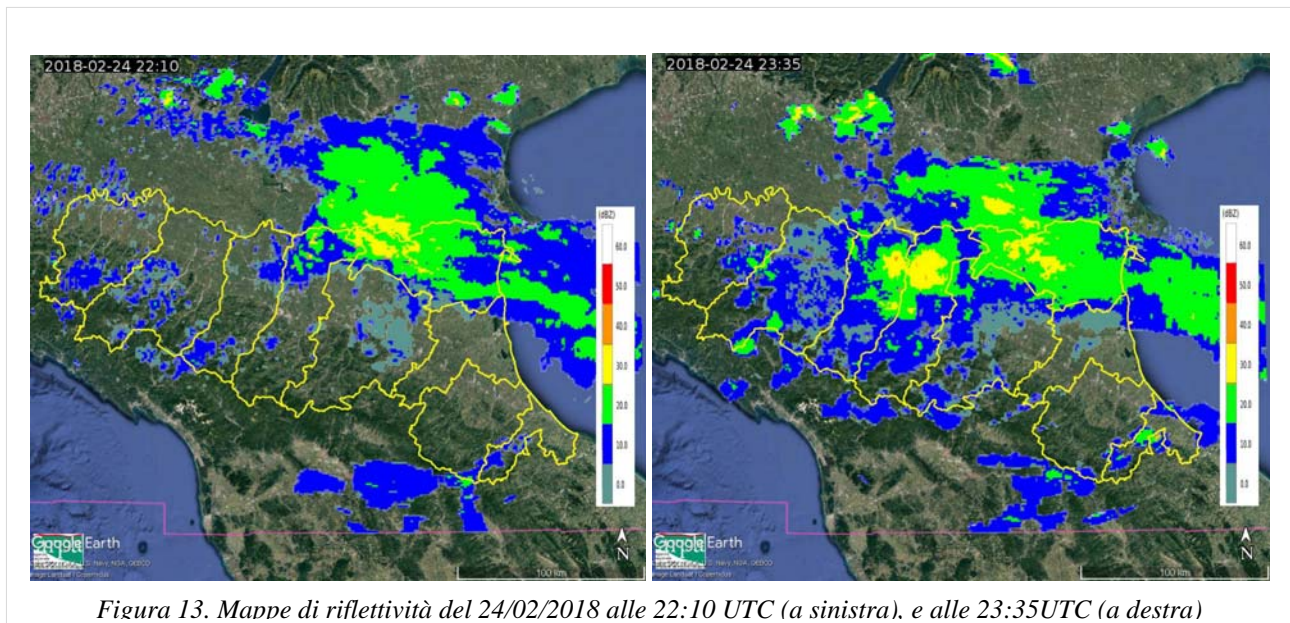 2018-02-24 22:10
2018-02-24 23:35
(dBZ)
60.0
50.0
40.0
30.0
20.0
10.0
0.0
(dBZ)
60.0
50.0
40.0
30.0
20.0
10.0
0.0
Google Earth
N
100 km
Google Earth
N
100 km
Figura 13. Mappe di riflettività del 24/02/2018 alle 22:10 UTC (a sinistra), e alle 23:35UTC (a destra)